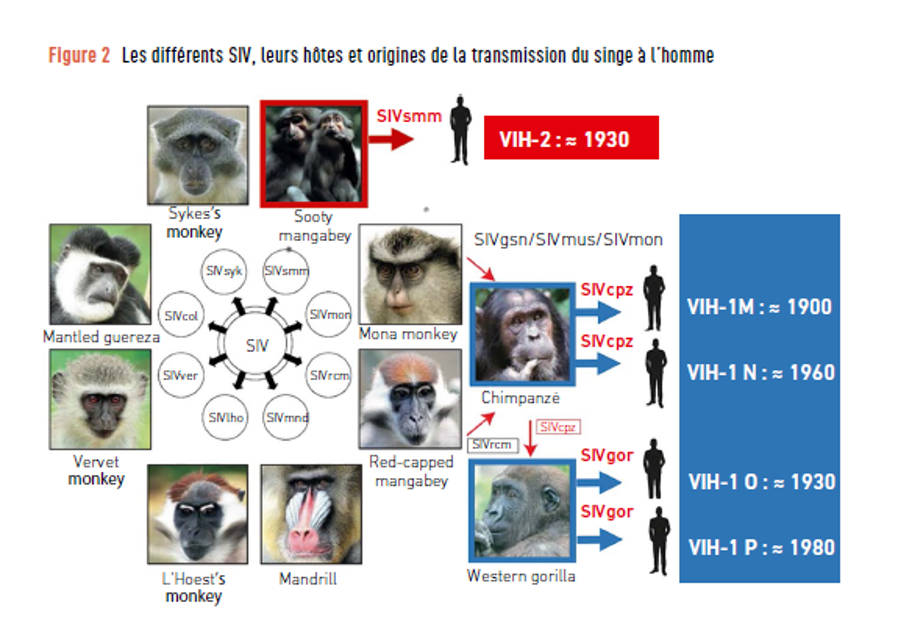 Figure 2 Les différents SIV, leurs hôtes et origines de la transmission du singe à l'homme
SIVsmm
VIH-2 : ≈ 1930
Sykes's
monkey
Sooty
mangabey
SIVgsn/SIVmus/SIVmon
SIVsyk
SIVsmm
SIVcol
SIVmon
SIV
SIVver
SIVrcm
SIVlho
SIVmnd
Mantled guereza
Mona monkey
SIVcpz
VIH-1M : ≈ 1900
SIVcpz
VIH-1 N : ≈ 1960
Chimpanzé
SIVcpz
SIVrcm
Vervet
monkey
Red-capped
mangabey
SIVgor
VIH-1 O : ≈ 1930
SIVgor
VIH-1 P : ≈ 1980
L'Hoest's
monkey
Mandrill
Western gorilla